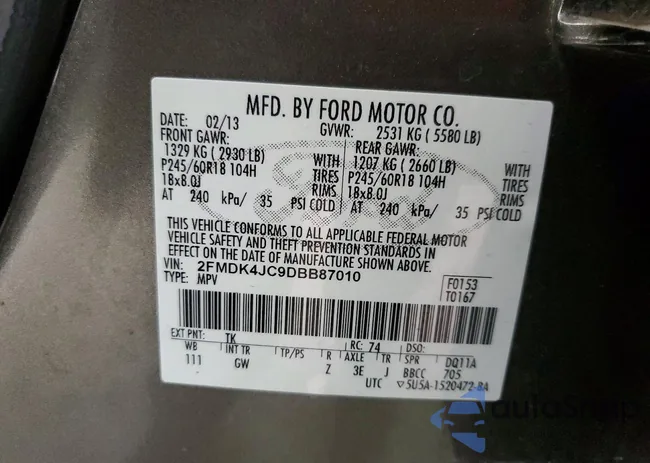 MFD. BY FORD MOTOR CO.
DATE: 02/13 GVWR: 2531 KG ( 5580 LB)
FRONT GAWR: REAR GAWR:
1329 KG ( 2930 LB) WITH 1207 KG ( 2660 LB) WITH
P245/60R18 104H TIRES P245/60R18 104H TIRES
18x8.0J RIMS 18x8.0J RIMS
AT 240 kPa/ 35 PSI COLD AT 240 kPa/ 35 PSI COLD
THIS VEHICLE CONFORMS TO ALL APPLICABLE FEDERAL MOTOR
VEHICLE SAFETY AND THEFT PREVENTION STANDARDS IN
EFFECT ON THE DATE OF MANUFACTURE SHOWN ABOVE.
VIN: 2FMDK4JC9DBB87010 F0153
TYPE: MPV T0167
EXT PNT: TK RC: 74 DSO:
WB INT TR TP/PS R AXLE TR SPR DQ11A
111 GW Z 3E J BBCC 705
UTC 5U5A-1520472-BA